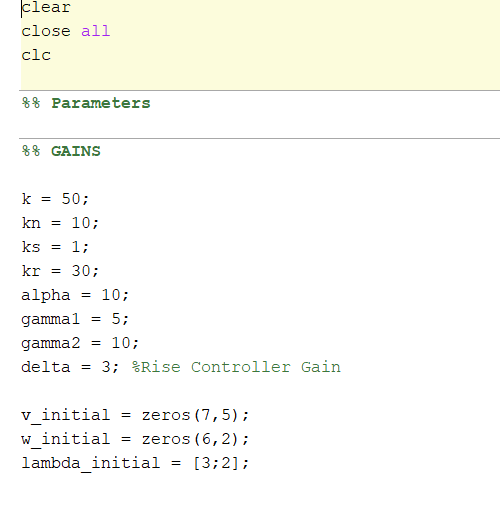 clear
close all
clc
%% Parameters
%% GAINS
k = 50;
kn = 10;
ks = 1;
kr = 30;
alpha = 10;
gamma1 = 5;
gamma2 = 10;
delta = 3; %Rise Controller Gain
v_initial = zeros(7,5);
w_initial = zeros(6,2);
lambda_initial = [3;2];